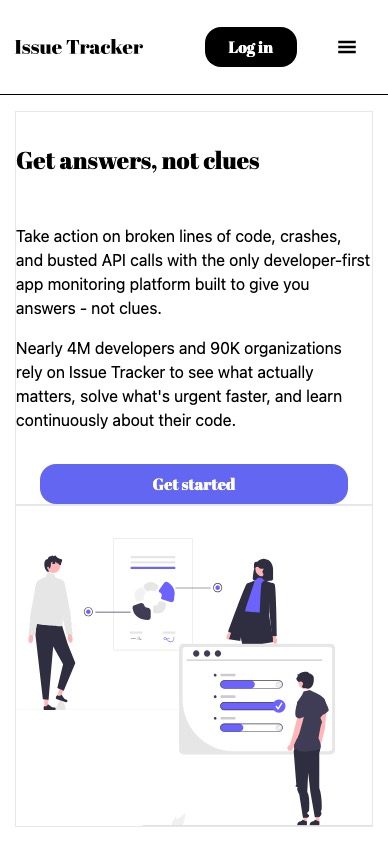 Issue Tracker
Log in
Get answers, not clues
Take action on broken lines of code, crashes,
and busted API calls with the only developer-first
app monitoring platform built to give you
answers - not clues.
Nearly 4M developers and 90K organizations
rely on Issue Tracker to see what actually
matters, solve what's urgent faster, and learn
continuously about their code.
Get started